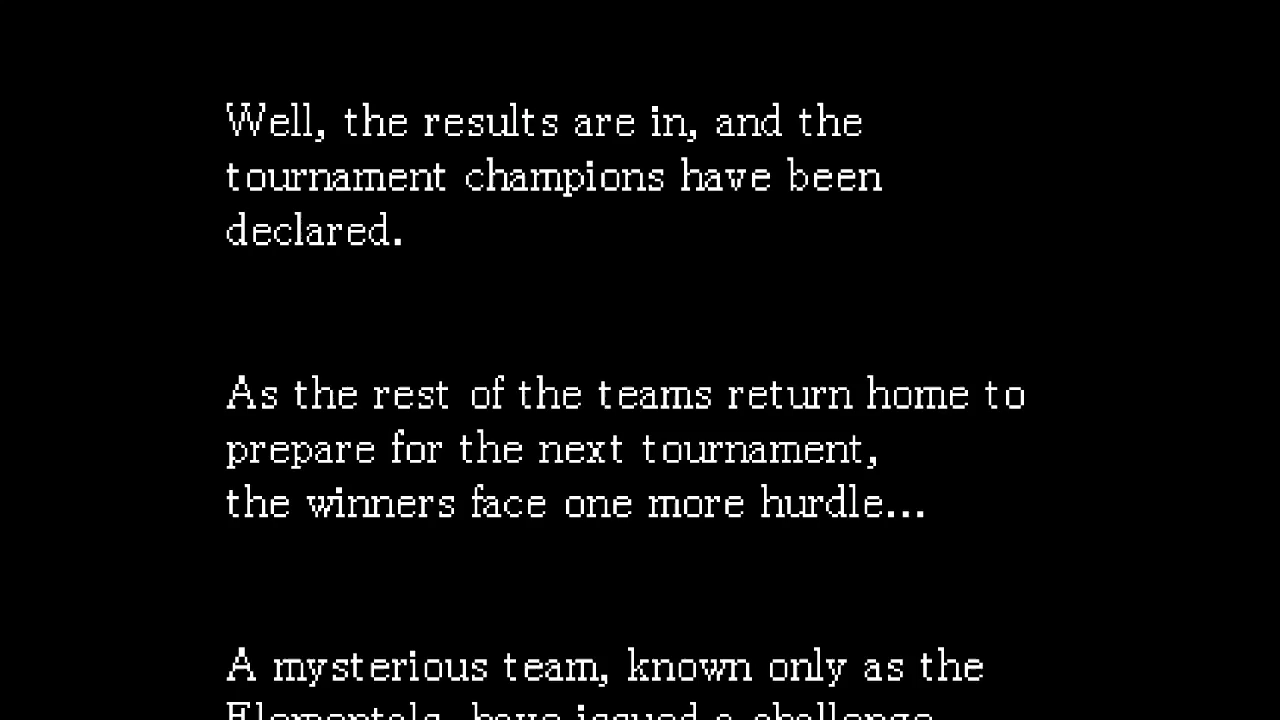 Well, the results are in, and the
tournament champions have been
declared.
As the rest of the teams return home to
prepare for the next tournament,
the winners face one more hurdle...
A mysterious team, known only as the
Elementals, have issued a challenge